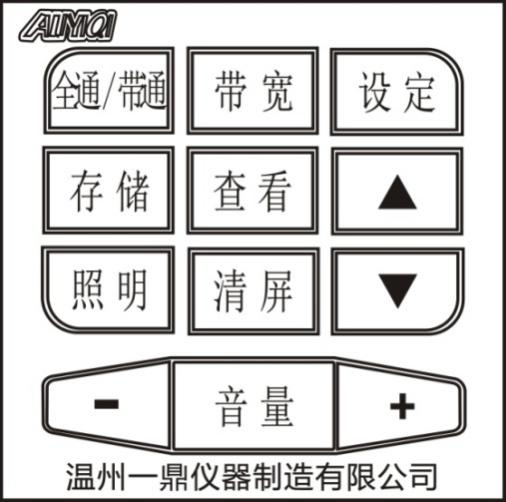 全通/带通 带宽 设定
存储 查看 ▲
照明 清屏 ▼
- 音量 +
温州一鼎仪器制造有限公司